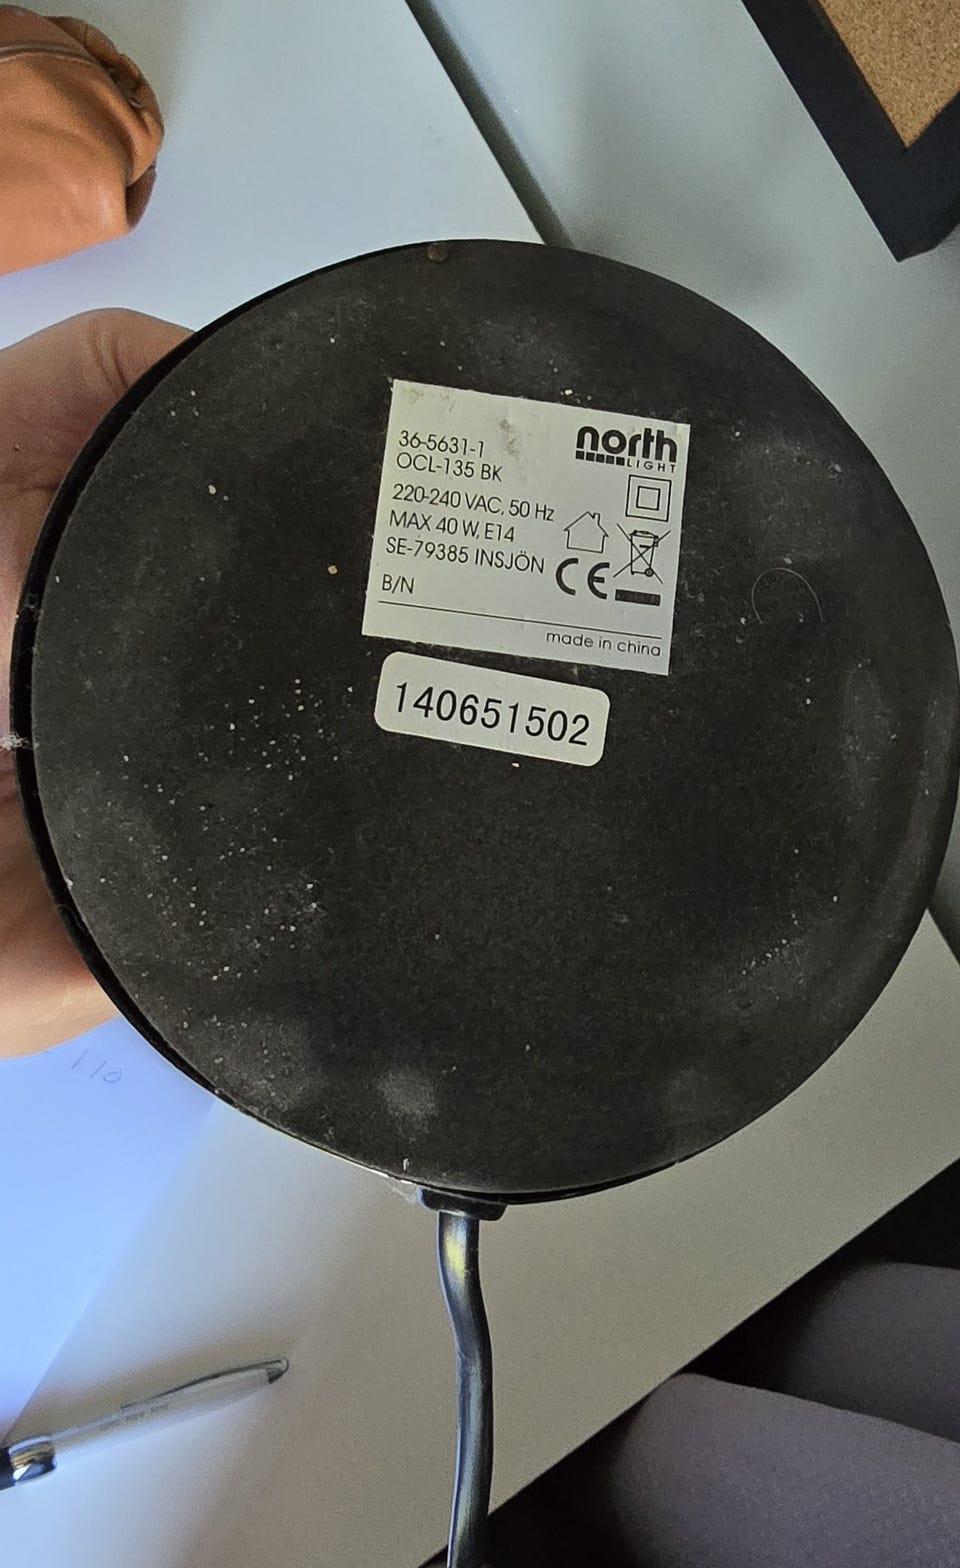 36-5631-1
OCL-135 BK
north
LIGHT
220-240 VAC, 50 Hz
MAX 40 W, E14
SE-79385 INSJÖN
CE
B/N
made in china
140651502
110